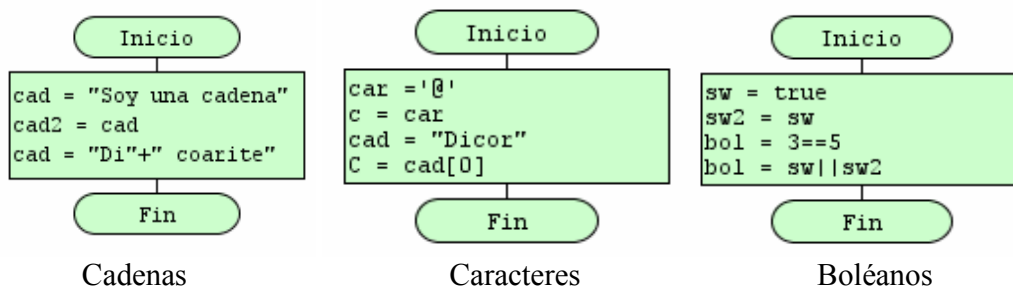 Inicio
cad = "Soy una cadena"
cad2 = cad
cad = "Di"+" coarite"
Fin
Cadenas
Inicio
car ='@'
c = car
cad = "Dicor"
C = cad[0]
Fin
Caracteres
Inicio
sw = true
sw2 = sw
bol = 3==5
bol = sw||sw2
Fin
Boléanos